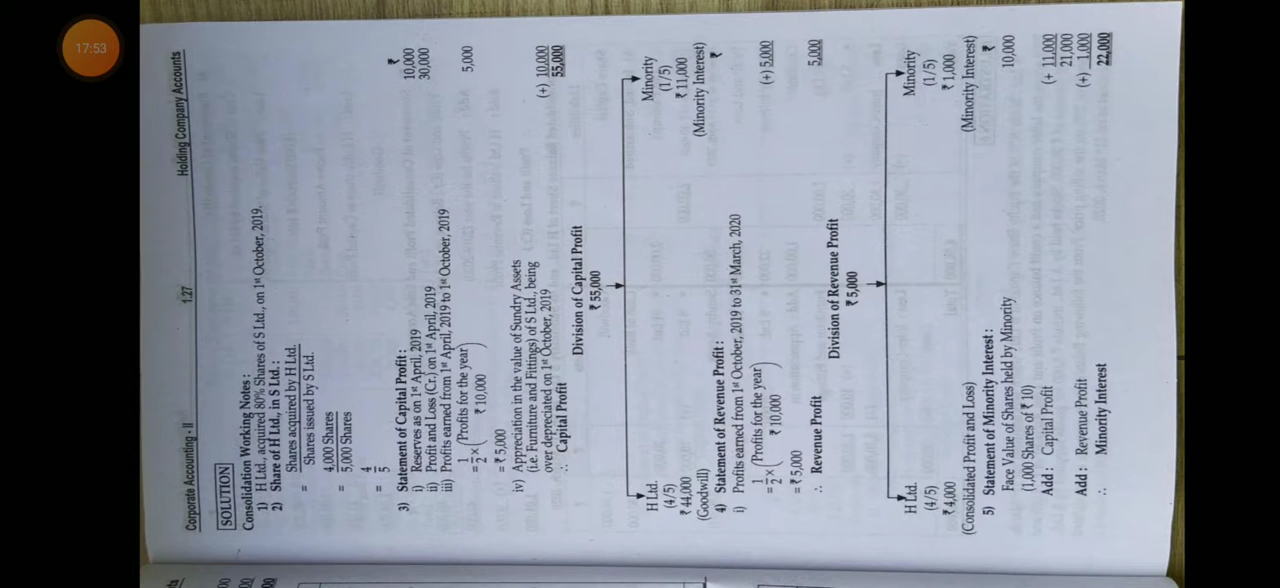 17:53
Corporate Accounting - II 1.27 Holding Company Accounts
SOLUTION
Consolidation Working Notes :
1) H Ltd., acquired 80% Shares of S Ltd., on 1st October, 2019.
2) Share of H Ltd., in S Ltd. :
= Shares acquired by H Ltd.
Shares issued by S Ltd.
= 4,000 Shares
5,000 Shares
= 4
5
3) Statement of Capital Profit : ₹
i) Reserves as on 1st April, 2019 10,000
ii) Profit and Loss (Cr.) on 1st April, 2019 30,000
iii) Profits earned from 1st April, 2019 to 1st October, 2019
= 1/2 × (Profits for the year) 5,000
₹ 10,000
= ₹ 5,000
iv) Appreciation in the value of Sundry Assets
(i.e. Furniture and Fittings) of S Ltd., being
over depreciated on 1st October, 2019 (+) 10,000
∴ Capital Profit 55,000
Division of Capital Profit
₹ 55,000
H Ltd. Minority
(4/5) (1/5)
₹ 44,000 ₹ 11,000
(Goodwill) (Minority Interest)
4) Statement of Revenue Profit : ₹
i) Profits earned from 1st October, 2019 to 31st March, 2020
= 1/2 × (Profits for the year) (+) 5,000
₹ 10,000
= ₹ 5,000
∴ Revenue Profit 5,000
Division of Revenue Profit
₹ 5,000
H Ltd. Minority
(4/5) (1/5)
₹ 4,000 ₹ 1,000
(Consolidated Profit and Loss) (Minority Interest)
5) Statement of Minority Interest : ₹
Face Value of Shares held by Minority 10,000
(1,000 Shares of ₹ 10)
Add : Capital Profit (+ 11,000
21,000
Add : Revenue Profit (+) 1,000
∴ Minority Interest 22,000